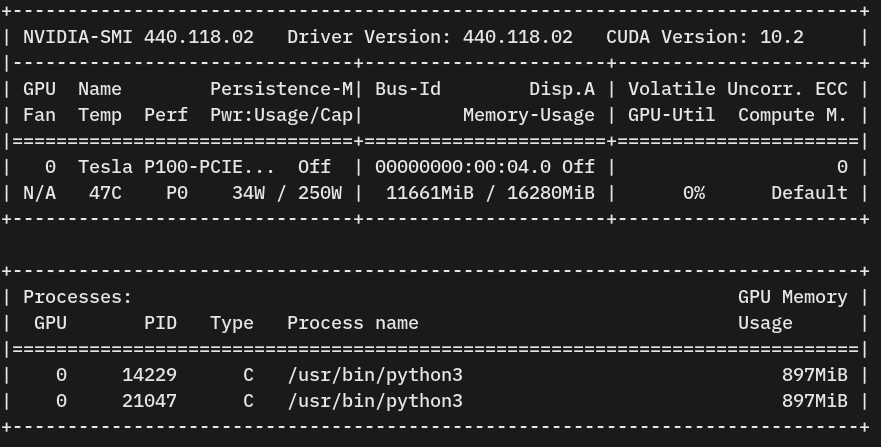 +-----------------------------------------------------------------------------+
| NVIDIA-SMI 440.118.02   Driver Version: 440.118.02   CUDA Version: 10.2     |
|-------------------------------+----------------------+----------------------+
| GPU  Name        Persistence-M| Bus-Id        Disp.A | Volatile Uncorr. ECC |
| Fan  Temp  Perf  Pwr:Usage/Cap|         Memory-Usage | GPU-Util  Compute M. |
|===============================+======================+======================|
|   0  Tesla P100-PCIE...  Off  | 00000000:00:04.0 Off |                    0 |
| N/A   47C    P0    34W / 250W |  11661MiB / 16280MiB |      0%      Default |
+-------------------------------+----------------------+----------------------+

+-----------------------------------------------------------------------------+
| Processes:                                                       GPU Memory |
|  GPU       PID   Type   Process name                             Usage      |
|=============================================================================|
|    0     14229      C   /usr/bin/python3                             897MiB |
|    0     21047      C   /usr/bin/python3                             897MiB |
+-----------------------------------------------------------------------------+